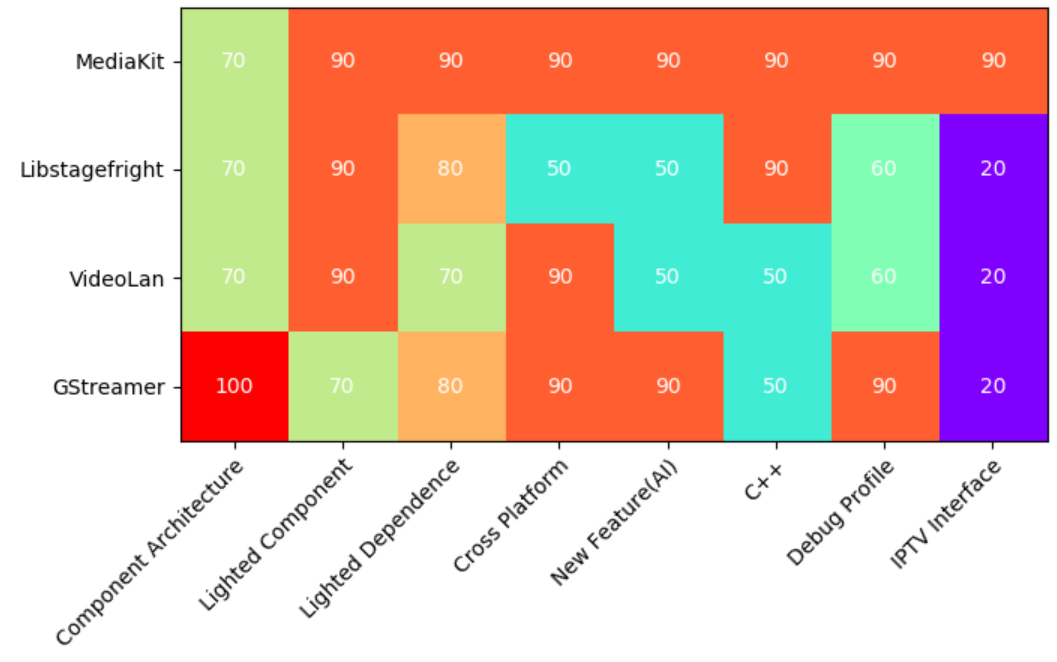 MediaKit 70 90 90 90 90 90 90 90
Libstagefright 70 90 80 50 50 90 60 20
VideoLan 70 90 70 90 50 50 60 20
GStreamer 100 70 80 90 90 50 90 20
Component Architecture
Lighted Component
Lighted Dependence
Cross Platform
New Feature(AI)
C++
Debug Profile
IPTV Interface